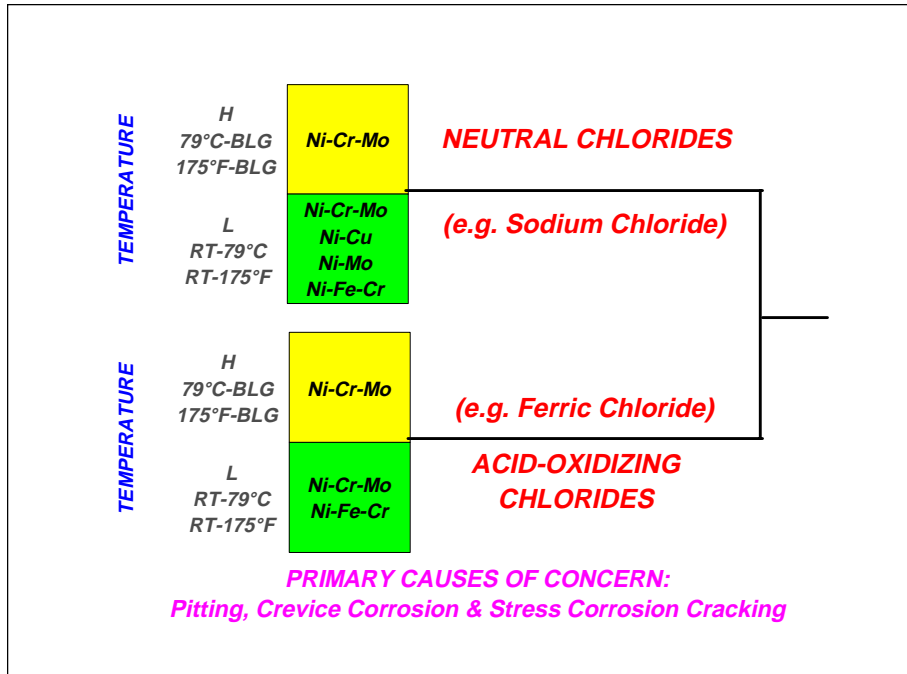 TEMPERATURE
H
79°C-BLG
175°F-BLG
Ni-Cr-Mo
NEUTRAL CHLORIDES
L
RT-79°C
RT-175°F
Ni-Cr-Mo
Ni-Cu
Ni-Mo
Ni-Fe-Cr
(e.g. Sodium Chloride)
TEMPERATURE
H
79°C-BLG
175°F-BLG
Ni-Cr-Mo
(e.g. Ferric Chloride)
L
RT-79°C
RT-175°F
Ni-Cr-Mo
Ni-Fe-Cr
ACID-OXIDIZING
CHLORIDES
PRIMARY CAUSES OF CONCERN:
Pitting, Crevice Corrosion & Stress Corrosion Cracking